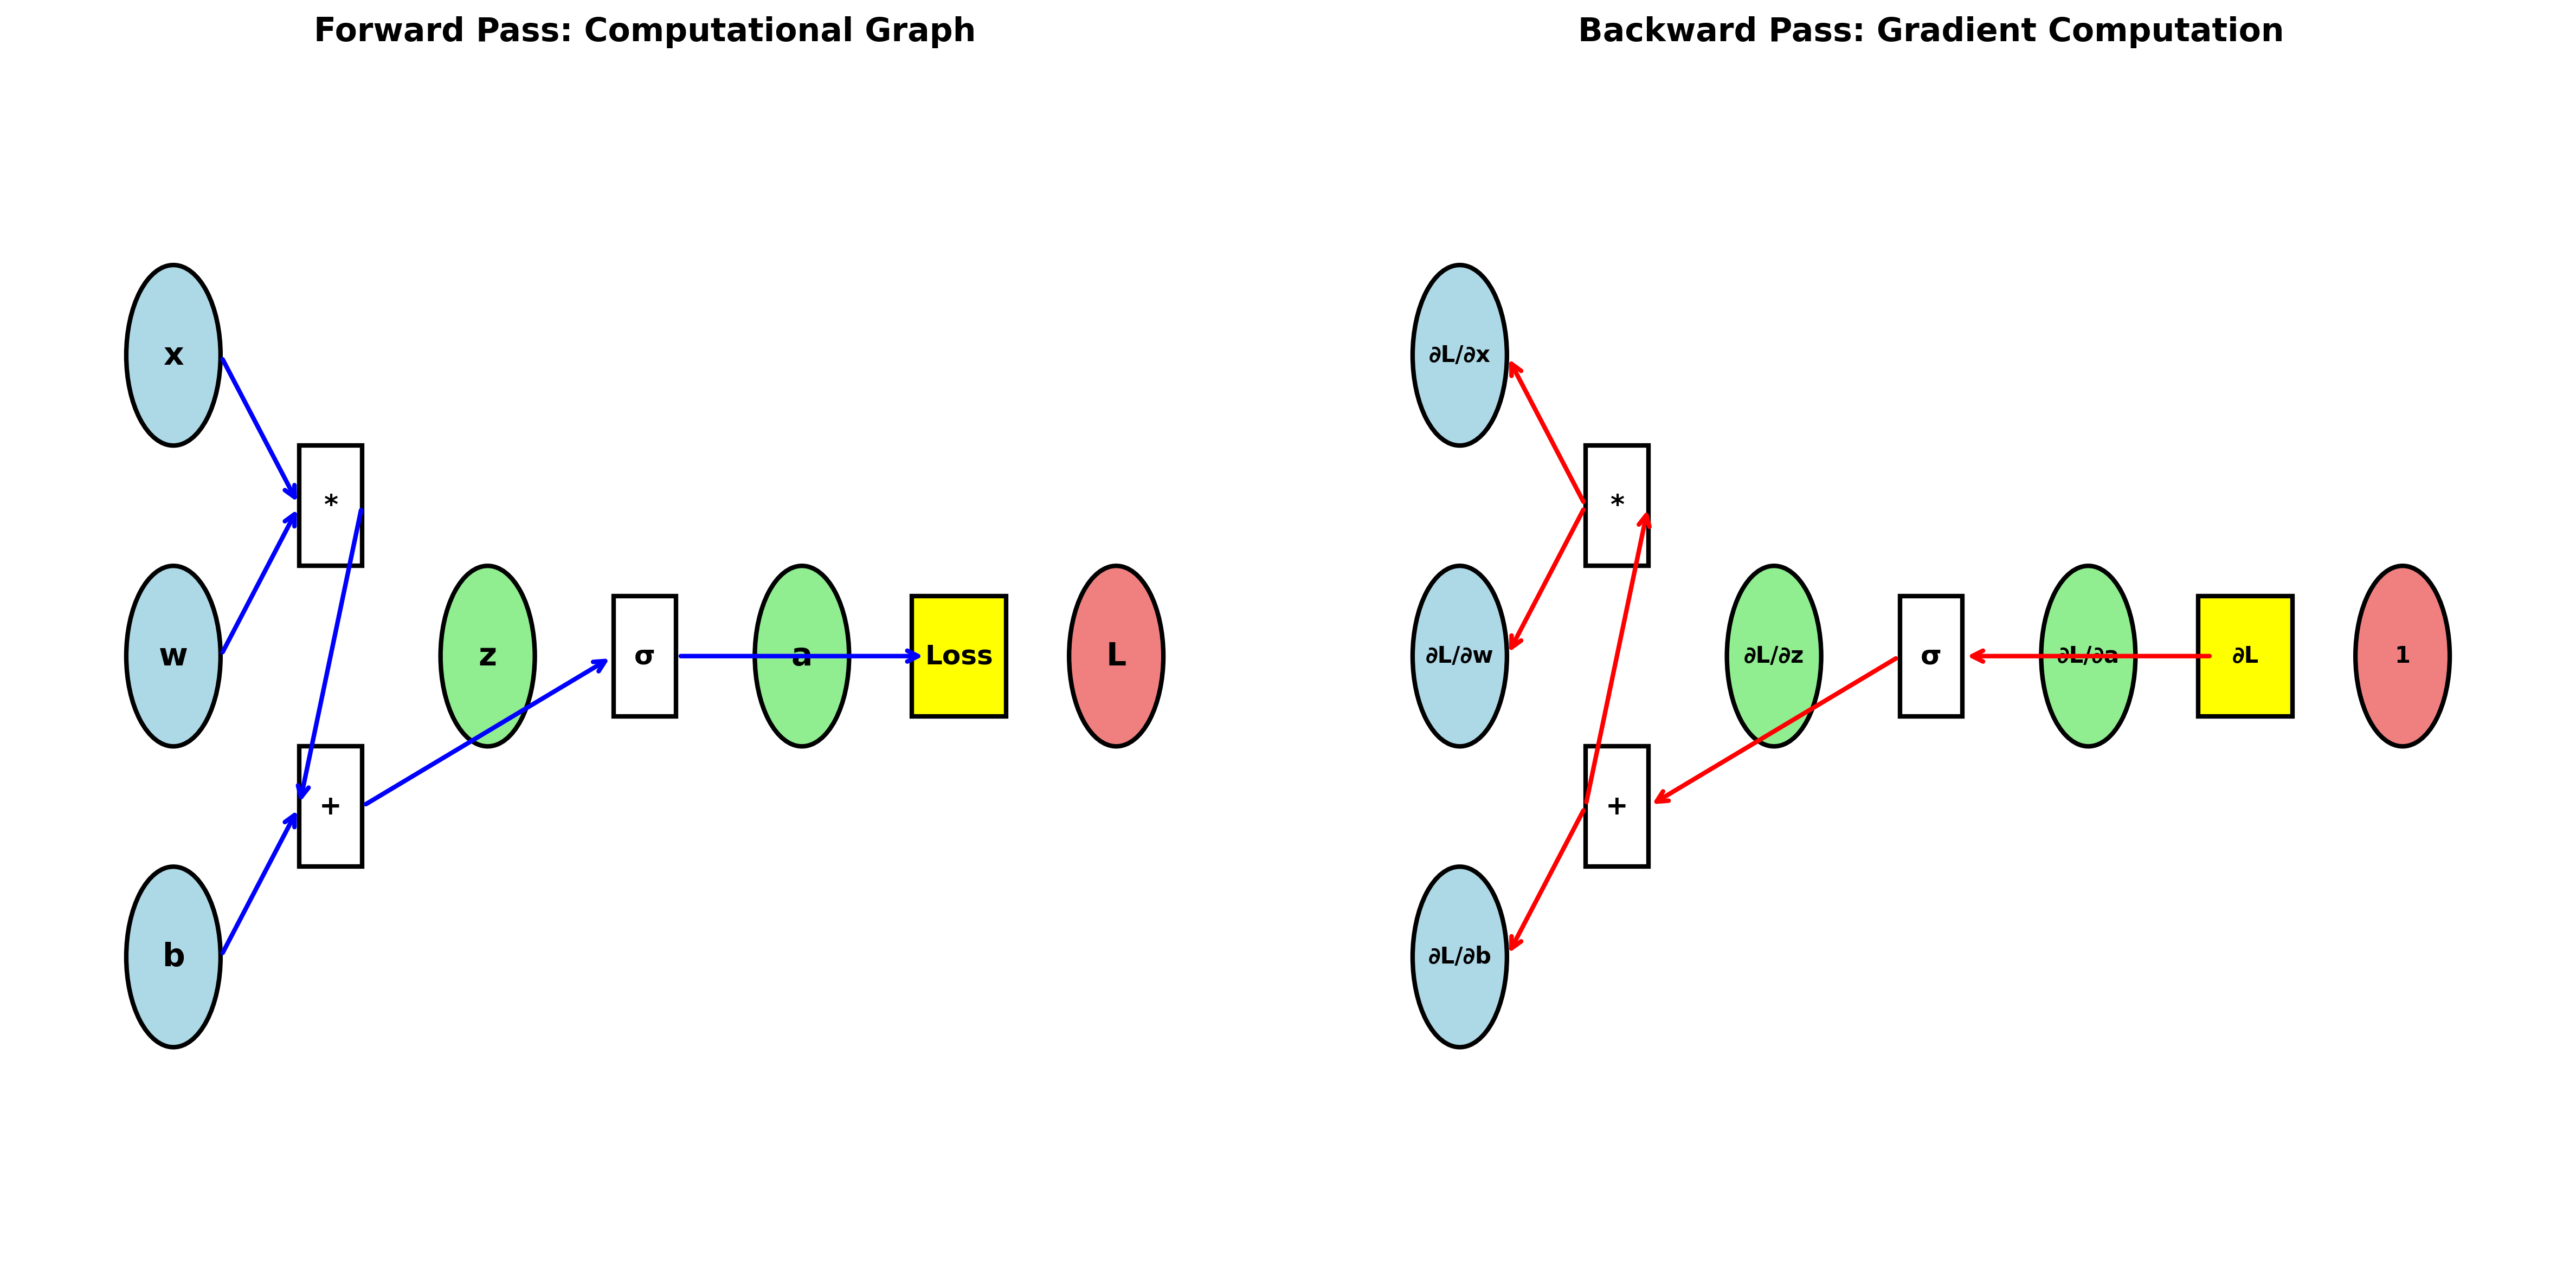 Forward Pass: Computational Graph
x
*
w
z
σ
a
Loss
L
+
b
Backward Pass: Gradient Computation
∂L/∂x
*
∂L/∂w
∂L/∂z
σ
∂L/∂a
∂L
1
+
∂L/∂b